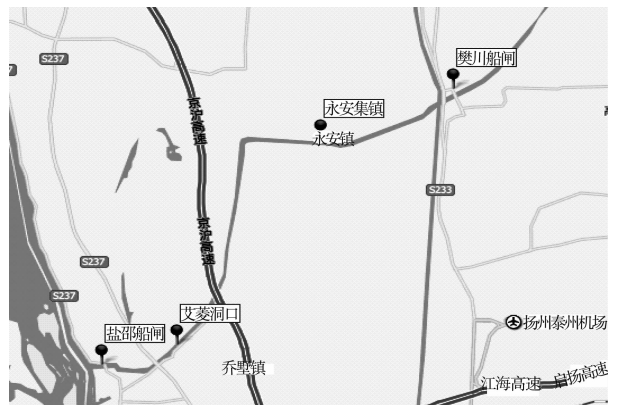 樊川船闸
S237
永安集镇
京沪高速
永安镇
S233
京沪高速
S237
S237
艾菱洞口
扬州泰州机场
盐邵船闸
乔墅镇
江海高速
启扬高速